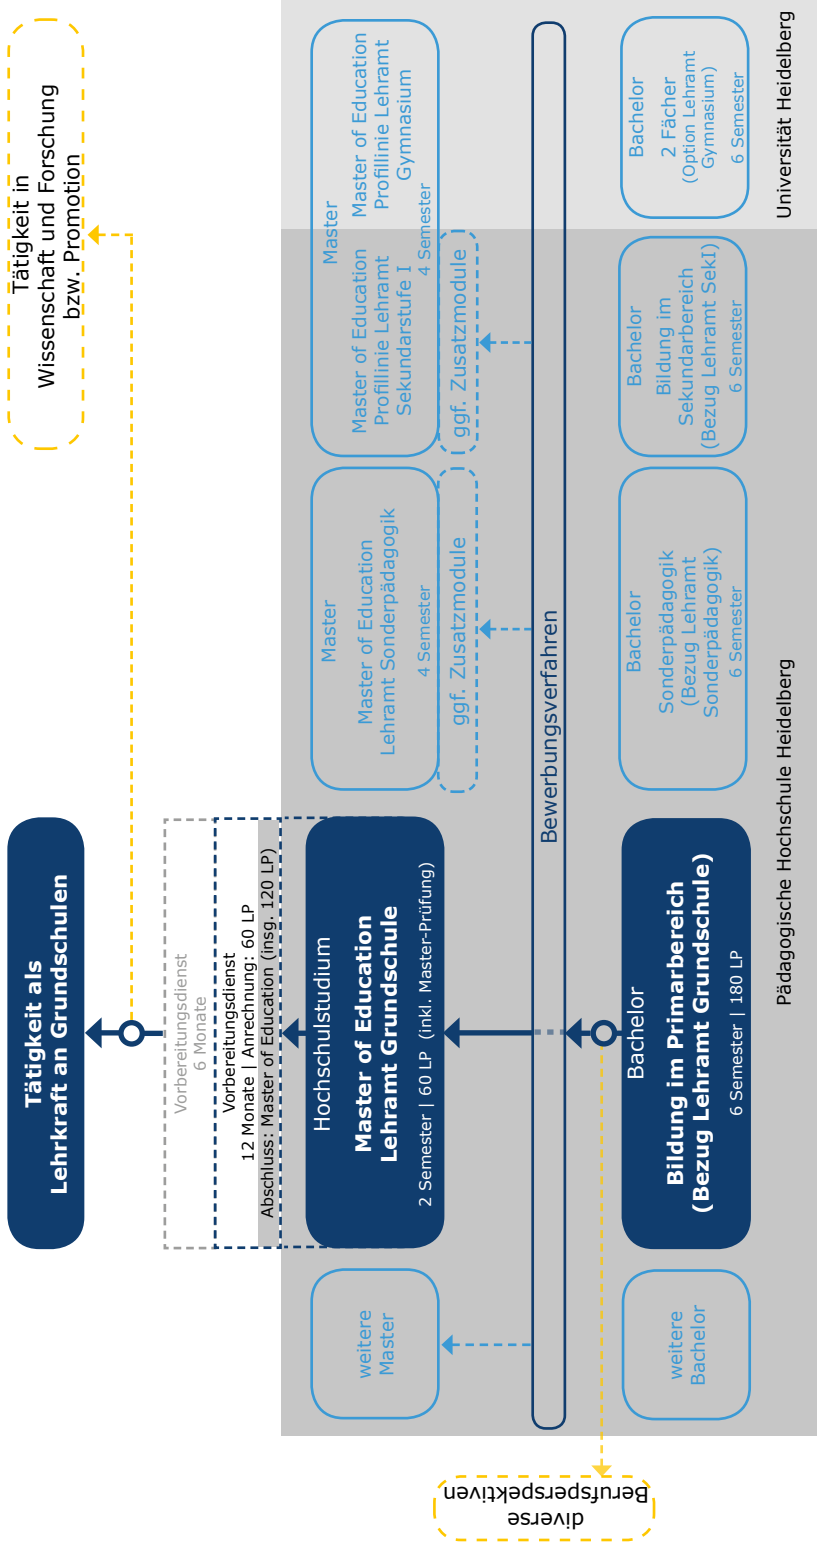 Tätigkeit als
Lehrkraft an Grundschulen
Tätigkeit in
Wissenschaft und Forschung
bzw. Promotion
Vorbereitungsdienst
6 Monate
Vorbereitungsdienst
12 Monate | Anrechnung: 60 LP
Abschluss: Master of Education (insg. 120 LP)
weitere
Master
Hochschulstudium
Master of Education
Lehramt Grundschule
2 Semester | 60 LP (inkl. Master-Prüfung)
Master
Master of Education
Lehramt Sonderpädagogik
4 Semester
ggf. Zusatzmodule
Master
Master of Education
Profillinie Lehramt
Sekundarstufe I
Master of Education
Profillinie Lehramt
Gymnasium
4 Semester
ggf. Zusatzmodule
Bewerbungsverfahren
diverse
Berufsperspektiven
weitere
Bachelor
Bachelor
Bildung im Primarbereich
(Bezug Lehramt Grundschule)
6 Semester | 180 LP
Bachelor
Sonderpädagogik
(Bezug Lehramt
Sonderpädagogik)
6 Semester
Bachelor
Bildung im
Sekundarbereich
(Bezug Lehramt SekI)
6 Semester
Bachelor
2 Fächer
(Option Lehramt
Gymnasium)
6 Semester
Pädagogische Hochschule Heidelberg
Universität Heidelberg